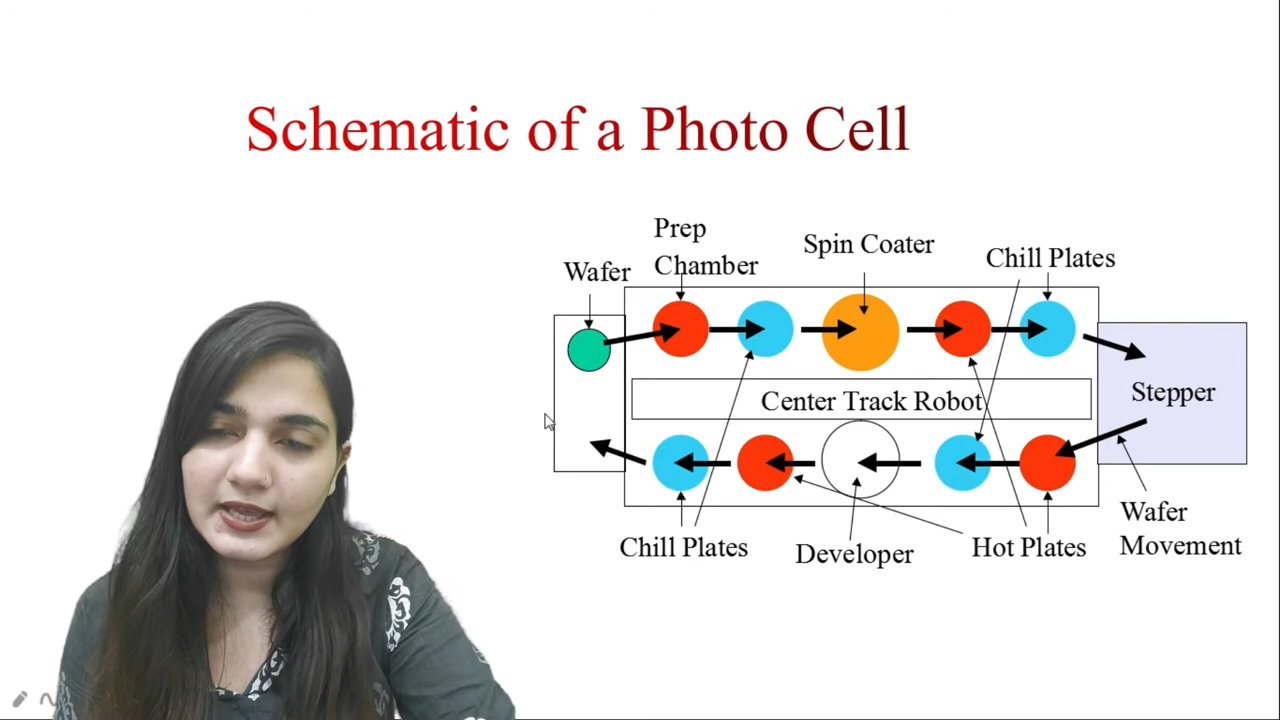 Schematic of a Photo Cell
Prep
Chamber
Wafer
Spin Coater
Chill Plates
Center Track Robot
Stepper
Chill Plates
Developer
Hot Plates
Wafer
Movement